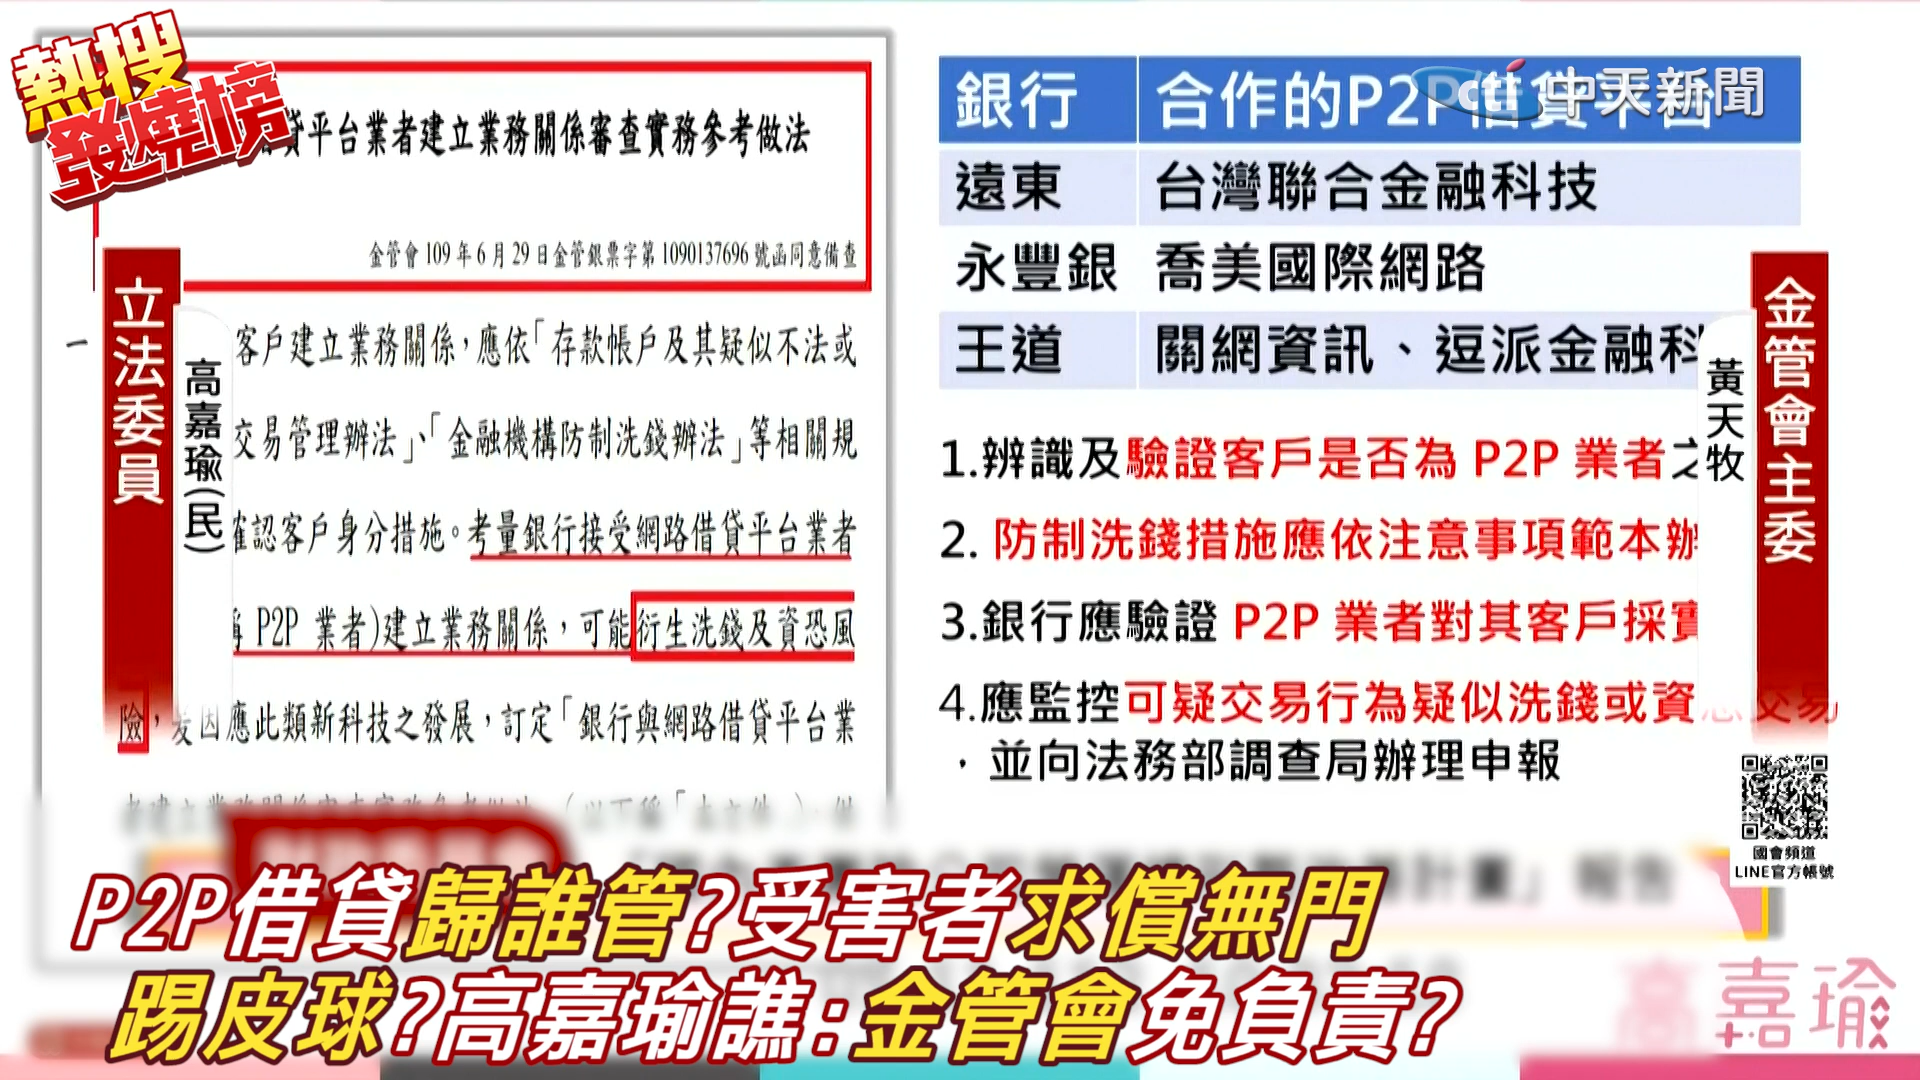 熱搜
發燒榜
貸平台業者建立業務關係審查實務參考做法
金管會 109 年 6 月 29 日金管銀票字第 1090137696 號函同意備查
一
客戶建立業務關係，應依「存款帳戶及其疑似不法或
交易管理辦法」、「金融機構防制洗錢辦法」等相關規
確認客戶身分措施。考量銀行接受網路借貸平台業者
P2P 業者)建立業務關係，可能衍生洗錢及資恐風
險，爰因應此類新科技之發展，訂定「銀行與網路借貸平台業
立法委員
高嘉瑜(民)
銀行 合作的P2P借貸平台
cti 中天新聞
遠東 台灣聯合金融科技
永豐銀 喬美國際網路
王道 關網資訊、逗派金融科
1.辨識及驗證客戶是否為 P2P 業者之
2. 防制洗錢措施應依注意事項範本辦
3.銀行應驗證 P2P 業者對其客戶採實
4.應監控可疑交易行為疑似洗錢或資恐交易
，並向法務部調查局辦理申報
金管會主委
黃天牧
國會頻道
LINE官方帳號
計畫」報告
P2P借貸歸誰管?受害者求償無門
踢皮球?高嘉瑜譙:金管會免負責?
高嘉瑜